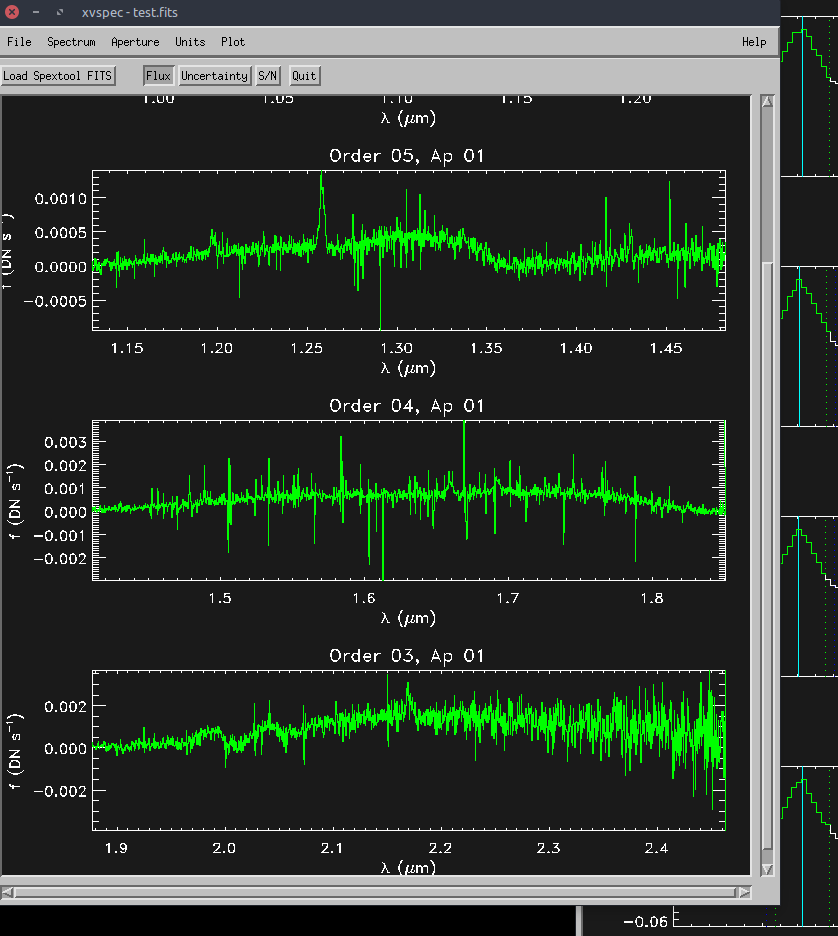 xvspec - test.fits
File Spectrum Aperture Units Plot Help
Load Spextool FITS Flux Uncertainty S/N Quit
1.00 1.05 1.10 1.15 1.20
λ (μm)
Order 05, Ap 01
f (DN s⁻¹)
0.0010
0.0005
0.0000
−0.0005
1.15 1.20 1.25 1.30 1.35 1.40 1.45
λ (μm)
Order 04, Ap 01
f (DN s⁻¹)
0.003
0.002
0.001
0.000
−0.001
−0.002
1.5 1.6 1.7 1.8
λ (μm)
Order 03, Ap 01
f (DN s⁻¹)
0.002
0.000
−0.002
1.9 2.0 2.1 2.2 2.3 2.4
λ (μm)
−0.06